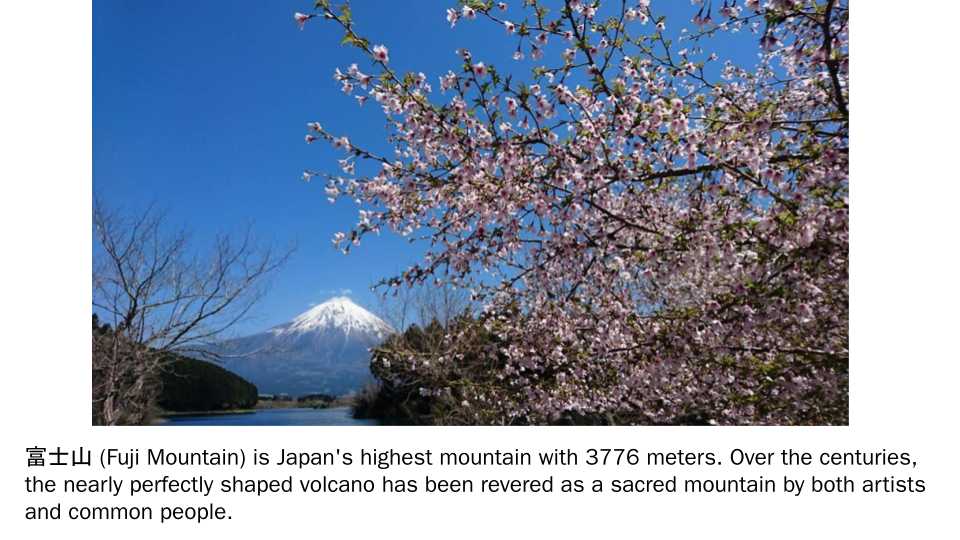 富士山 (Fuji Mountain) is Japan's highest mountain with 3776 meters. Over the centuries,
the nearly perfectly shaped volcano has been revered as a sacred mountain by both artists
and common people.